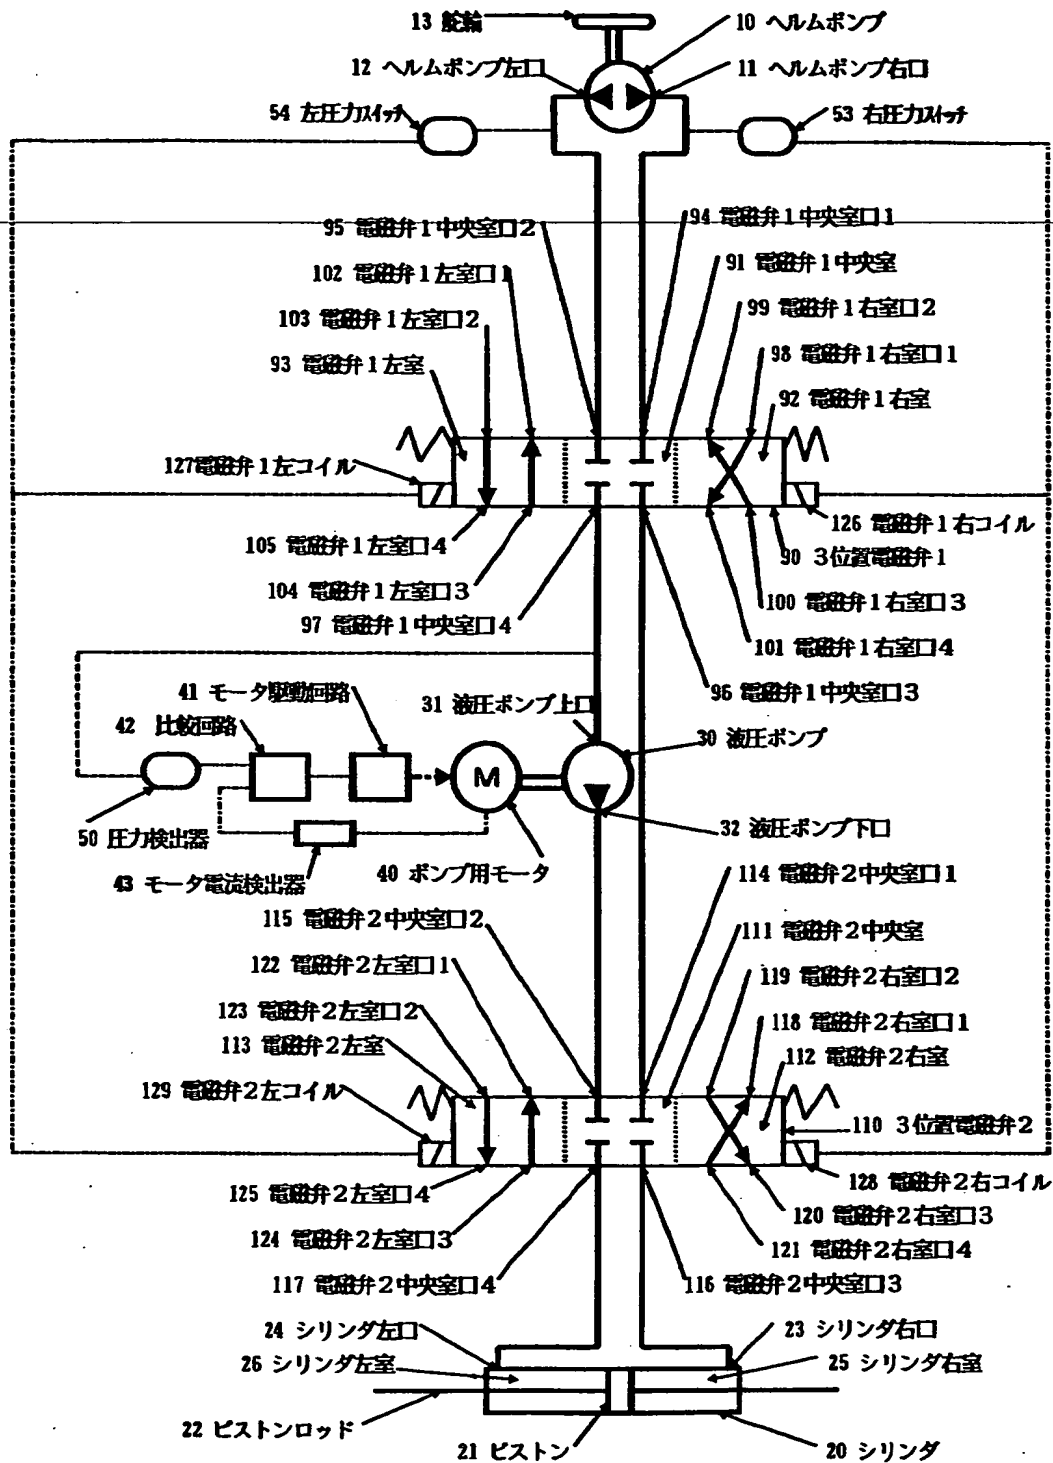 13 舵輪
10 ヘルムポンプ
12 ヘルムポンプ左口
11 ヘルムポンプ右口
54 左圧力スイッチ
53 右圧力スイッチ
95 電磁弁1中央室口2
94 電磁弁1中央室口1
102 電磁弁1左室口1
91 電磁弁1中央室
103 電磁弁1左室口2
99 電磁弁1右室口2
93 電磁弁1左室
98 電磁弁1右室口1
92 電磁弁1右室
127電磁弁1左コイル
126 電磁弁1右コイル
105 電磁弁1左室口4
90 3位置電磁弁1
104 電磁弁1左室口3
100 電磁弁1右室口3
97 電磁弁1中央室口4
101 電磁弁1右室口4
96 電磁弁1中央室口3
41 モータ駆動回路
31 液圧ポンプ上口
42 比較回路
30 液圧ポンプ
M
50 圧力検出器
32 液圧ポンプ下口
43 モータ電流検出器
40 ポンプ用モータ
114 電磁弁2中央室口1
115 電磁弁2中央室口2
111 電磁弁2中央室
122 電磁弁2左室口1
119 電磁弁2右室口2
123 電磁弁2左室口2
118 電磁弁2右室口1
113 電磁弁2左室
112 電磁弁2右室
129 電磁弁2左コイル
110 3位置電磁弁2
128 電磁弁2右コイル
125 電磁弁2左室口4
120 電磁弁2右室口3
124 電磁弁2左室口3
121 電磁弁2右室口4
117 電磁弁2中央室口4
116 電磁弁2中央室口3
24 シリンダ左口
23 シリンダ右口
26 シリンダ左室
25 シリンダ右室
22 ピストンロッド
21 ピストン
20 シリンダ